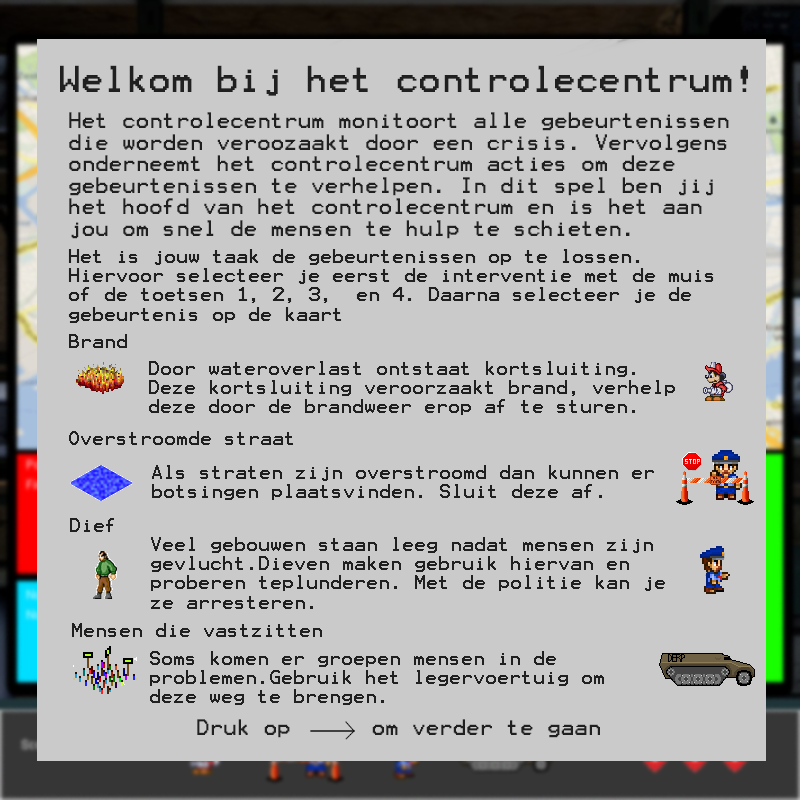 Welkom bij het controlecentrum!
Het controlecentrum monitoort alle gebeurtenissen
die worden veroozaakt door een crisis. Vervolgens
onderneemt het controlecentrum acties om deze
gebeurtenissen te verhelpen. In dit spel ben jij
het hoofd van het controlecentrum en is het aan
jou om snel de mensen te hulp te schieten.
Het is jouw taak de gebeurtenissen op te lossen.
Hiervoor selecteer je eerst de interventie met de muis
of de toetsen 1, 2, 3,  en 4. Daarna selecteer je de
gebeurtenis op de kaart
Brand
Door wateroverlast ontstaat kortsluiting.
Deze kortsluiting veroorzaakt brand, verhelp
deze door de brandweer erop af te sturen.
Overstroomde straat
Als straten zijn overstroomd dan kunnen er
botsingen plaatsvinden. Sluit deze af.
STOP
Dief
Veel gebouwen staan leeg nadat mensen zijn
gevlucht.Dieven maken gebruik hiervan en
proberen teplunderen. Met de politie kan je
ze arresteren.
Mensen die vastzitten
Soms komen er groepen mensen in de
problemen.Gebruik het legervoertuig om
deze weg te brengen.
DERP
Druk op → om verder te gaan